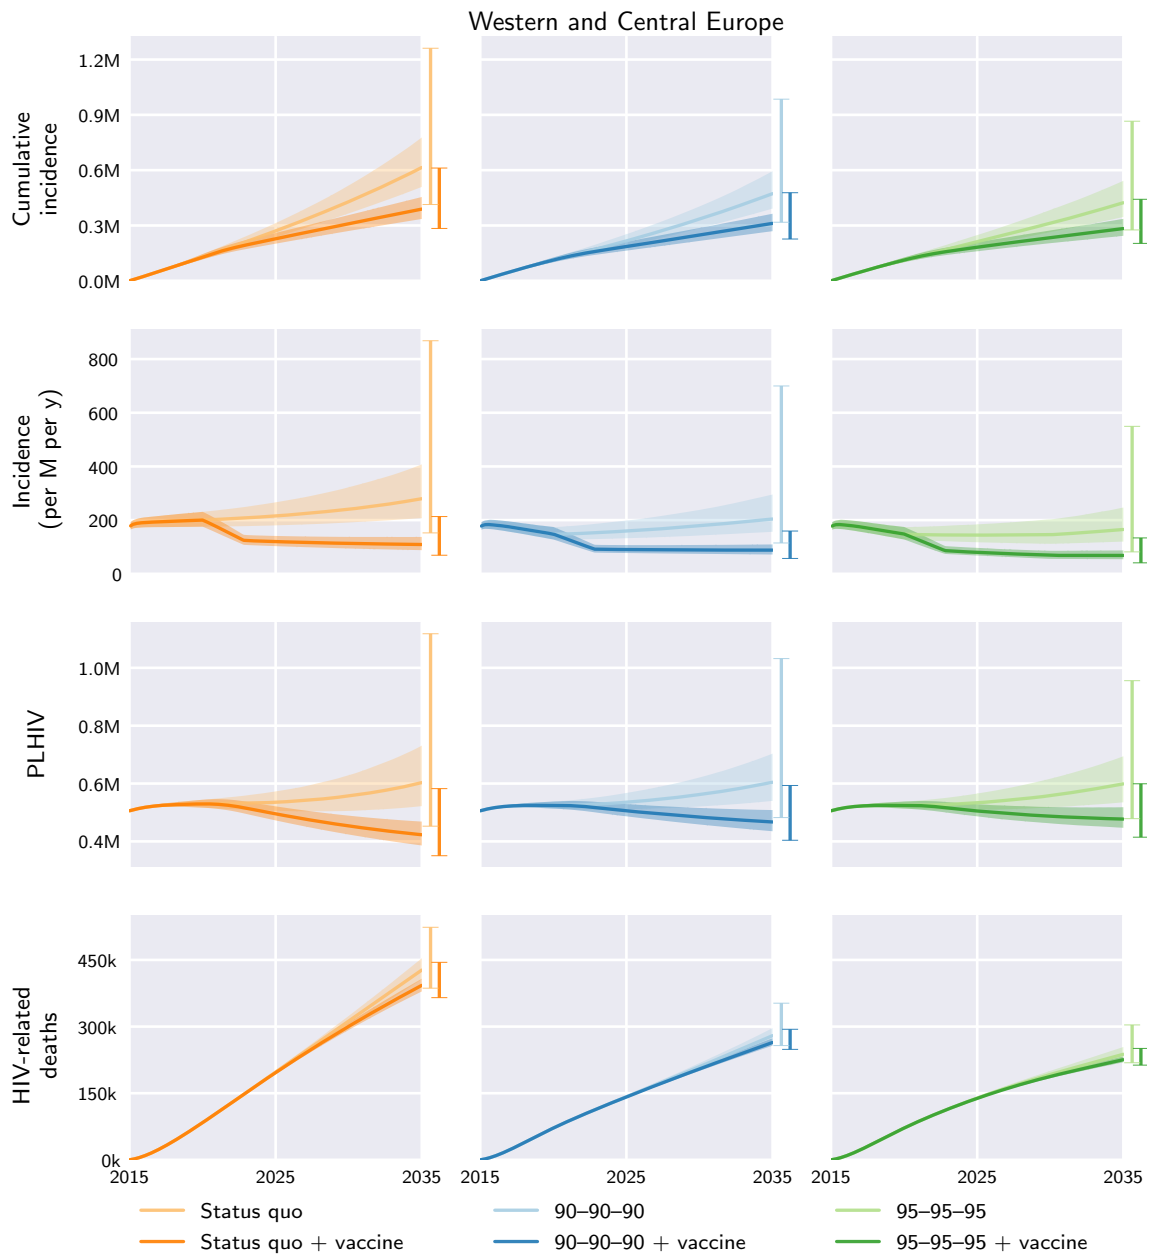 Western and Central Europe
Cumulative
incidence
1.2M
0.9M
0.6M
0.3M
0.0M
Incidence
(per M per y)
800
600
400
200
0
PLHIV
1.0M
0.8M
0.6M
0.4M
HIV-related
deaths
450k
300k
150k
0k
2015 2025 2035 2015 2025 2035 2015 2025 2035
Status quo 90–90–90 95–95–95
Status quo + vaccine 90–90–90 + vaccine 95–95–95 + vaccine